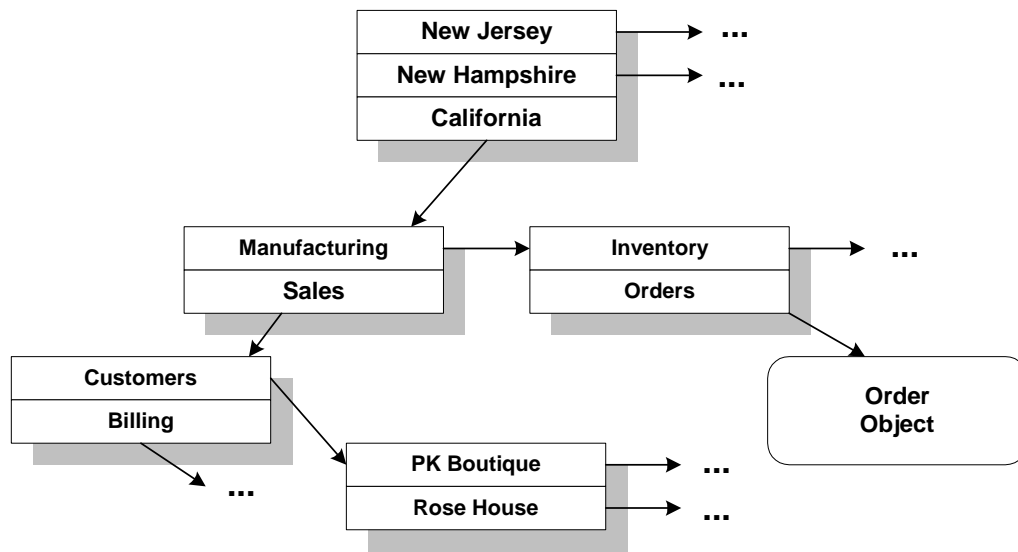 New Jersey ...
New Hampshire ...
California
Manufacturing
Inventory ...
Sales
Orders
Customers
Billing
Order
Object
...
PK Boutique ...
Rose House ...